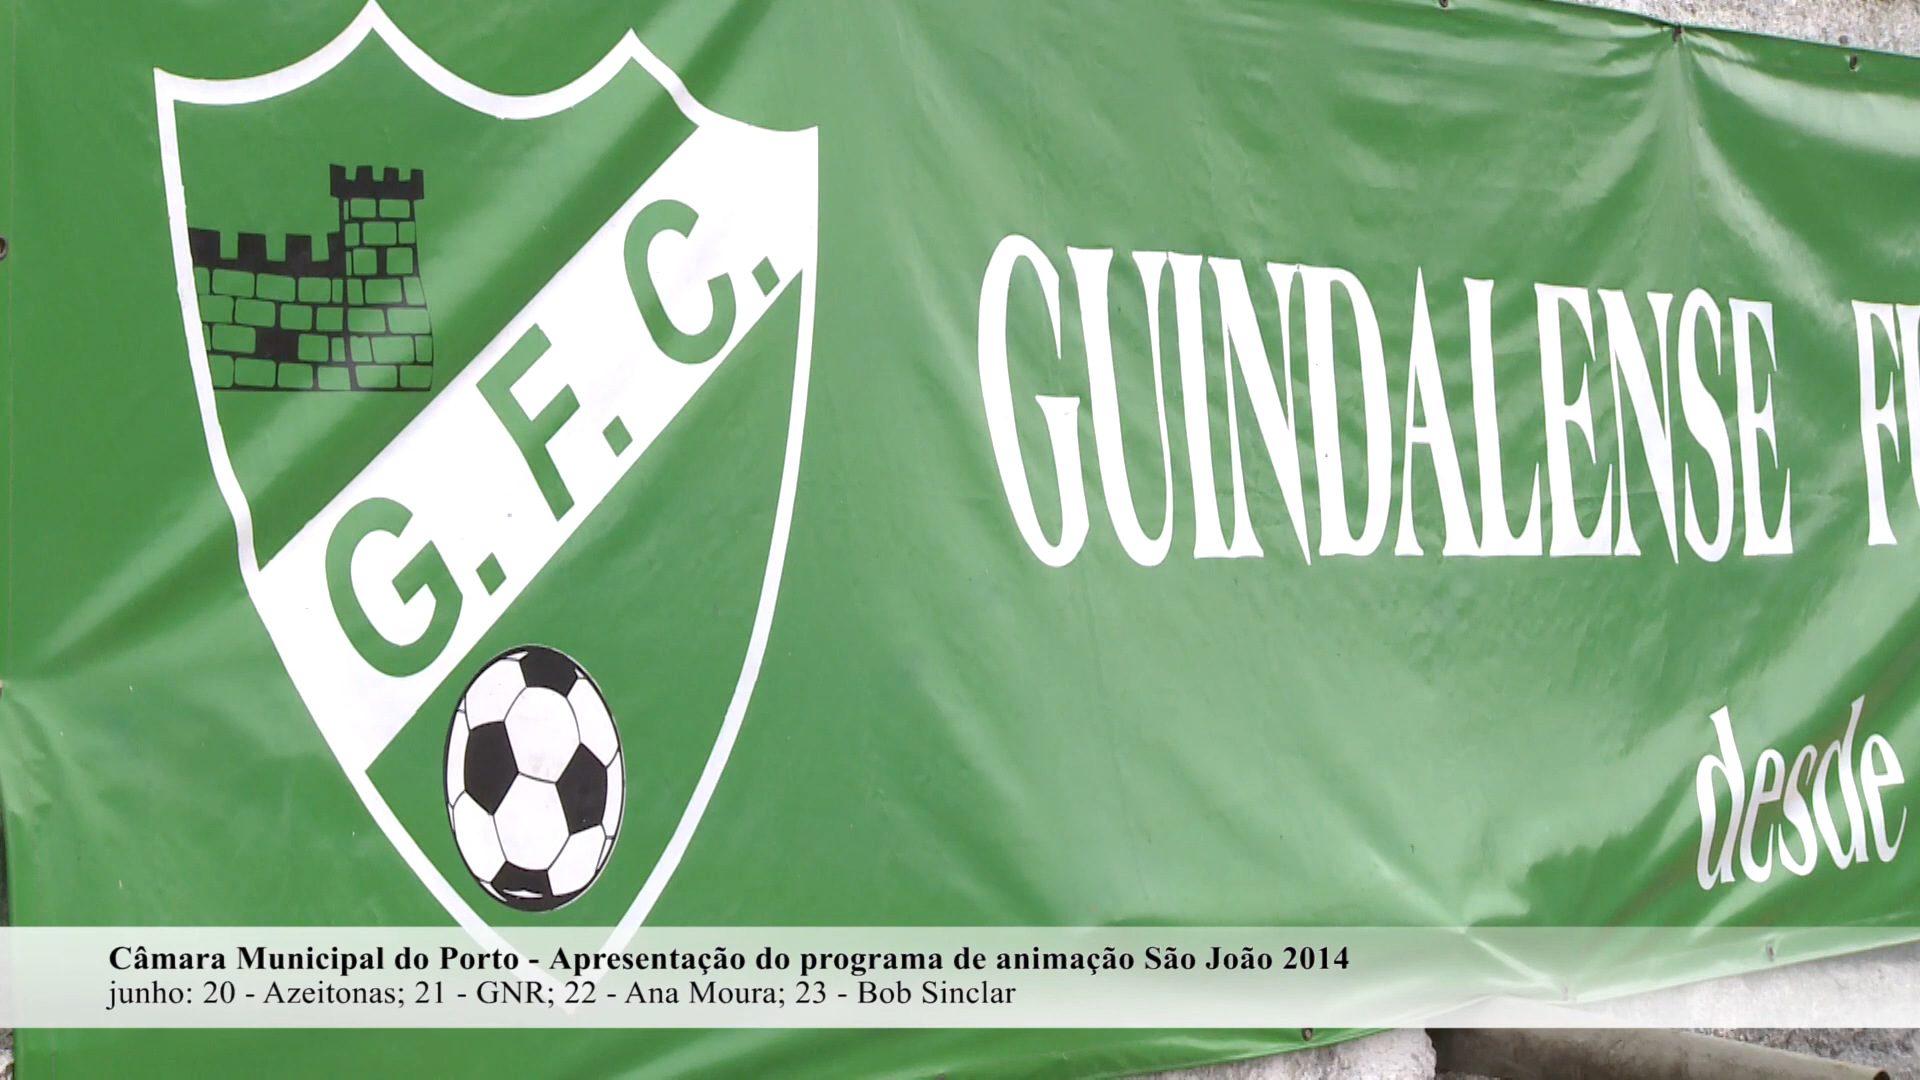 G.F.C.
GUINDALENSE
desde
Câmara Municipal do Porto - Apresentação do programa de animação São João 2014
junho: 20 - Azeitonas; 21 - GNR; 22 - Ana Moura; 23 - Bob Sinclar